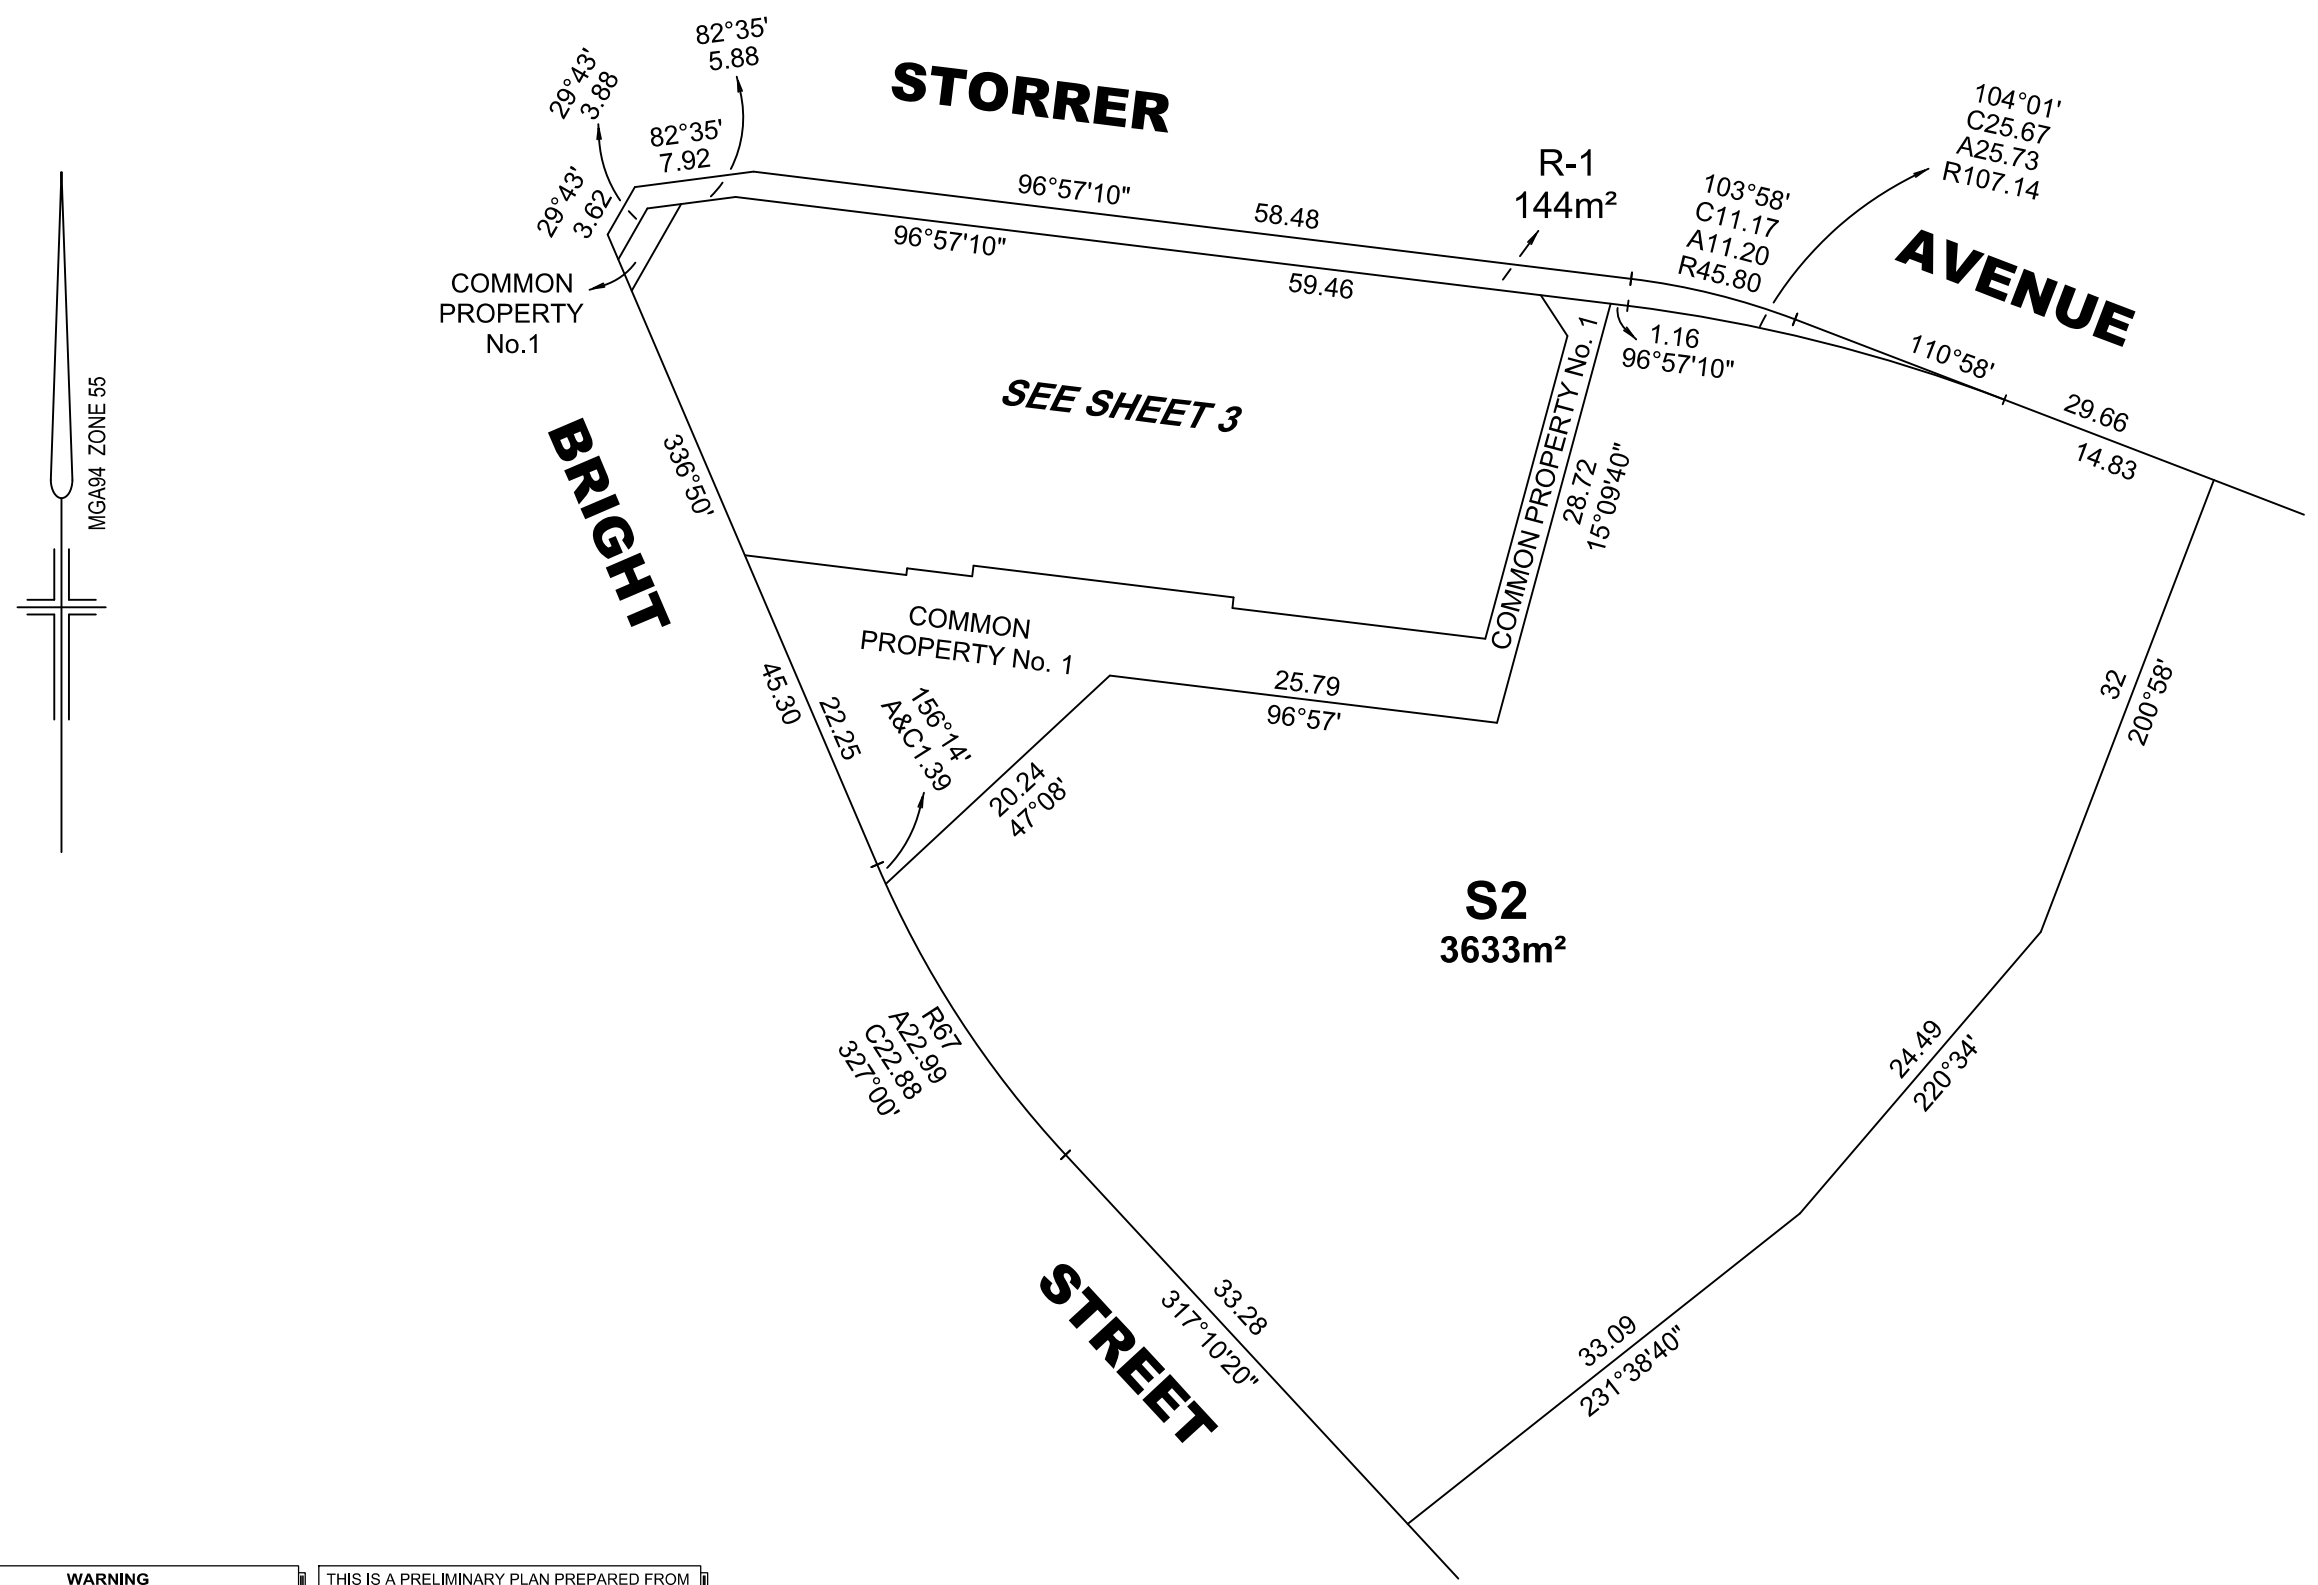 82°35'
5.88
STORRER
29°43'
3.88
82°35'
7.92
29°43'
3.62
96°57'10"
58.48
R-1
144m²
104°01'
C25.67
A25.73
R107.14
103°58'
C11.17
A11.20
R45.80
AVENUE
96°57'10"
59.46
COMMON
PROPERTY
No.1
1.16
96°57'10"
110°58'
29.66
14.83
MGA94 ZONE 55
SEE SHEET 3
BRIGHT
336°50'
COMMON PROPERTY No. 1
28.72
15°09'40"
COMMON
PROPERTY No. 1
45.30
22.25
156°14'
A&C1.39
25.79
96°57'
32
200°58'
20.24
47°08'
S2
3633m²
R67
A22.99
C22.88
327°00'
24.49
220°34'
STREET
33.28
317°10'20"
33.09
231°38'40"
WARNING
THIS IS A PRELIMINARY PLAN PREPARED FROM